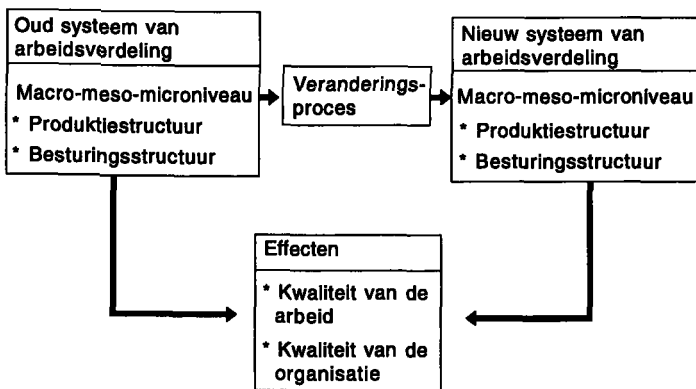 Oud systeem van
arbeidsverdeling
Macro-meso-microniveau
* Produktiestructuur
* Besturingsstructuur
Veranderings-
proces
Nieuw systeem van
arbeidsverdeling
Macro-meso-microniveau
* Produktiestructuur
* Besturingsstructuur
Effecten
* Kwaliteit van de
arbeid
* Kwaliteit van de
organisatie